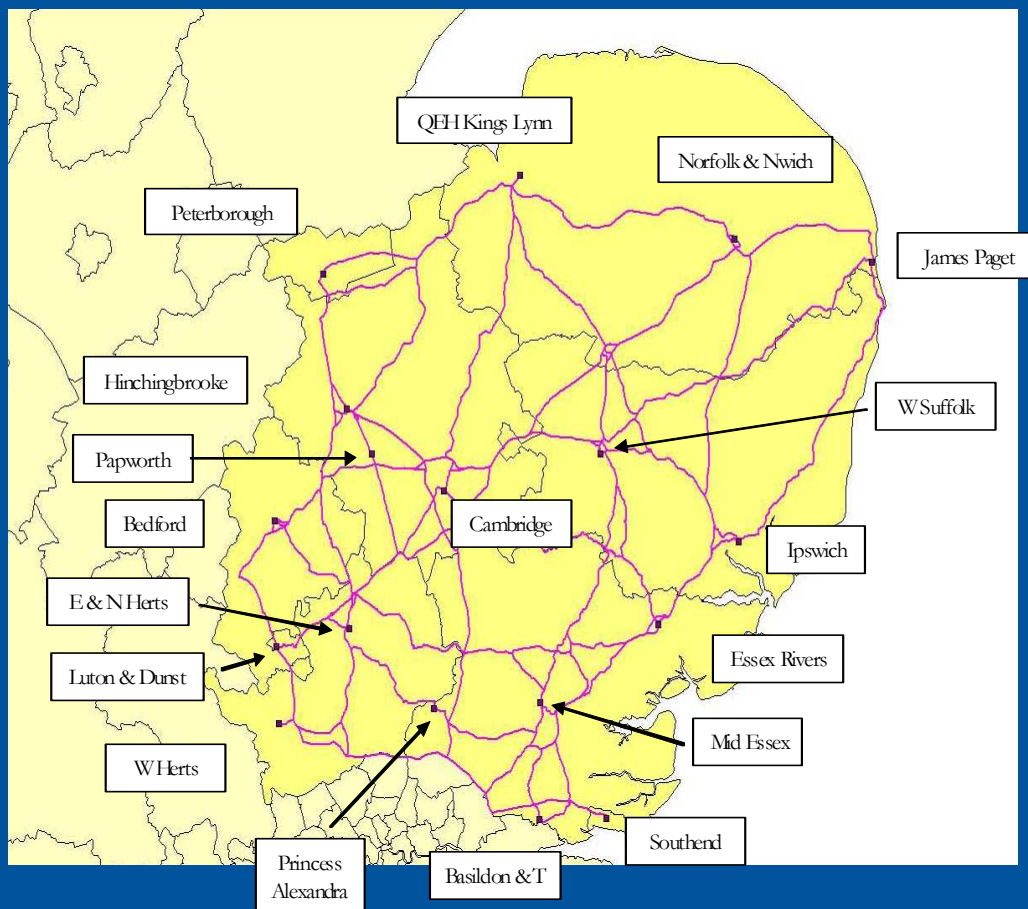 QEH Kings Lynn
Norfolk & Nwich
Peterborough
James Paget
Hinchingbrooke
W Suffolk
Papworth
Bedford
Cambridge
Ipswich
E & N Herts
Essex Rivers
Luton & Dunst
Mid Essex
W Herts
Southend
Princess
Alexandra
Basildon & T